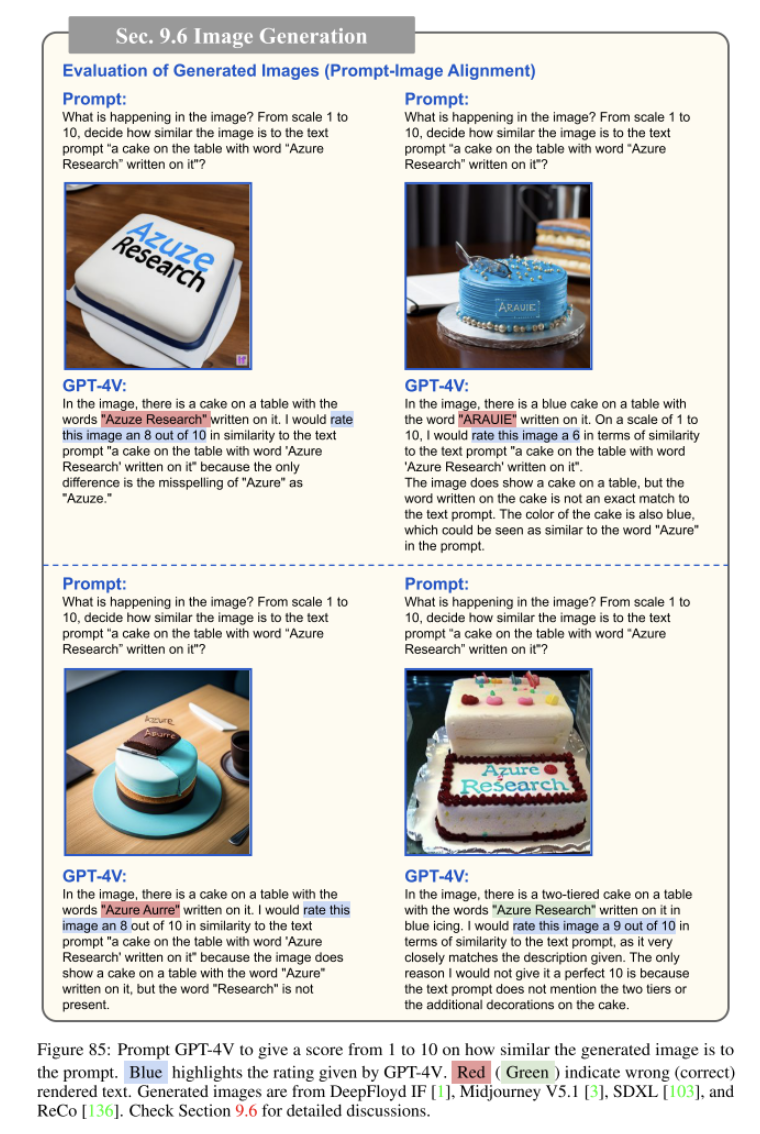 Sec. 9.6 Image Generation
Evaluation of Generated Images (Prompt-Image Alignment)
Prompt:
What is happening in the image? From scale 1 to
10, decide how similar the image is to the text
prompt “a cake on the table with word “Azure
Research” written on it"?
Azuze
Research
GPT-4V:
In the image, there is a cake on a table with the
words "Azuze Research" written on it. I would rate
this image an 8 out of 10 in similarity to the text
prompt "a cake on the table with word 'Azure
Research' written on it" because the only
difference is the misspelling of "Azure" as
"Azuze."
Prompt:
What is happening in the image? From scale 1 to
10, decide how similar the image is to the text
prompt “a cake on the table with word “Azure
Research” written on it"?
ARAUIE
GPT-4V:
In the image, there is a blue cake on a table with
the word "ARAUIE" written on it. On a scale of 1 to
10, I would rate this image a 6 in terms of similarity
to the text prompt "a cake on the table with word
'Azure Research' written on it".
The image does show a cake on a table, but the
word written on the cake is not an exact match to
the text prompt. The color of the cake is also blue,
which could be seen as similar to the word "Azure"
in the prompt.
Prompt:
What is happening in the image? From scale 1 to
10, decide how similar the image is to the text
prompt “a cake on the table with word “Azure
Research” written on it"?
Azure
Aurre
GPT-4V:
In the image, there is a cake on a table with the
words "Azure Aurre" written on it. I would rate this
image an 8 out of 10 in similarity to the text
prompt "a cake on the table with word 'Azure
Research' written on it" because the image does
show a cake on a table with the word "Azure"
written on it, but the word "Research" is not
present.
Prompt:
What is happening in the image? From scale 1 to
10, decide how similar the image is to the text
prompt “a cake on the table with word “Azure
Research” written on it"?
Azure
Research
GPT-4V:
In the image, there is a two-tiered cake on a table
with the words "Azure Research" written on it in
blue icing. I would rate this image a 9 out of 10 in
terms of similarity to the text prompt, as it very
closely matches the description given. The only
reason I would not give it a perfect 10 is because
the text prompt does not mention the two tiers or
the additional decorations on the cake.
Figure 85: Prompt GPT-4V to give a score from 1 to 10 on how similar the generated image is to
the prompt. Blue highlights the rating given by GPT-4V. Red ( Green ) indicate wrong (correct)
rendered text. Generated images are from DeepFloyd IF [1], Midjourney V5.1 [3], SDXL [103], and
ReCo [136]. Check Section 9.6 for detailed discussions.